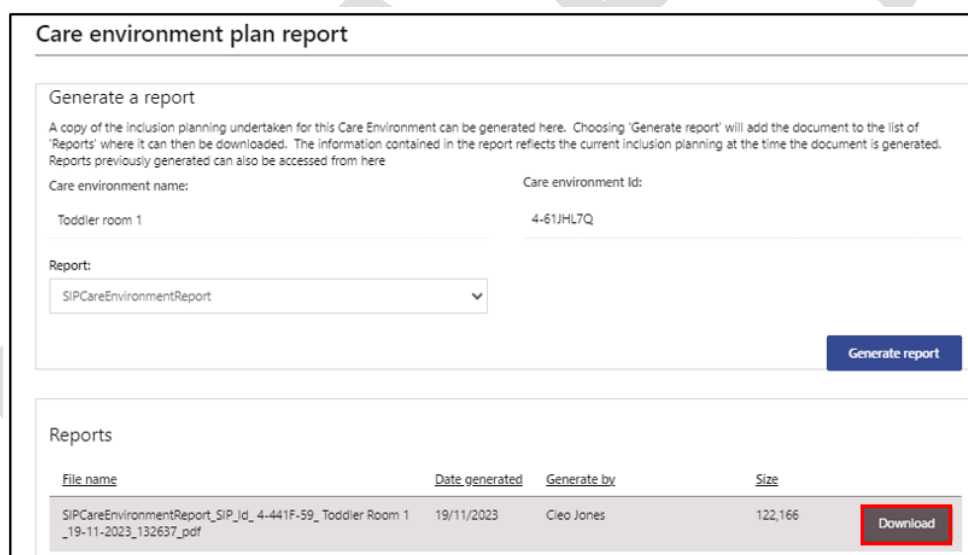 Care environment plan report
Generate a report
A copy of the inclusion planning undertaken for this Care Environment can be generated here.  Choosing 'Generate report' will add the document to the list of
'Reports' where it can then be downloaded.  The information contained in the report reflects the current inclusion planning at the time the document is generated.
Reports previously generated can also be accessed from here
Care environment name:
Care environment Id:
Toddler room 1
4-61JHL7Q
Report:
SIPCareEnvironmentReport
Generate report
Reports
File name Date generated Generate by Size
SIPCareEnvironmentReport_SIP_Id_ 4-441F-59_ Toddler Room 1 19/11/2023 Cleo Jones 122,166 Download
_19-11-2023_132637_pdf